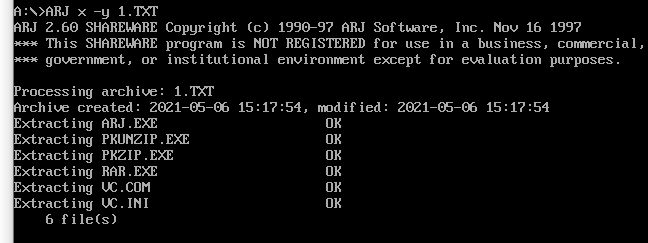 A:\>ARJ x -y 1.TXT
ARJ 2.60 SHAREWARE Copyright (c) 1990-97 ARJ Software, Inc. Nov 16 1997
*** This SHAREWARE program is NOT REGISTERED for use in a business, commercial,
*** government, or institutional environment except for evaluation purposes.
Processing archive: 1.TXT
Archive created: 2021-05-06 15:17:54, modified: 2021-05-06 15:17:54
Extracting ARJ.EXE OK
Extracting PKUNZIP.EXE OK
Extracting PKZIP.EXE OK
Extracting RAR.EXE OK
Extracting VC.COM OK
Extracting VC.INI OK
6 file(s)